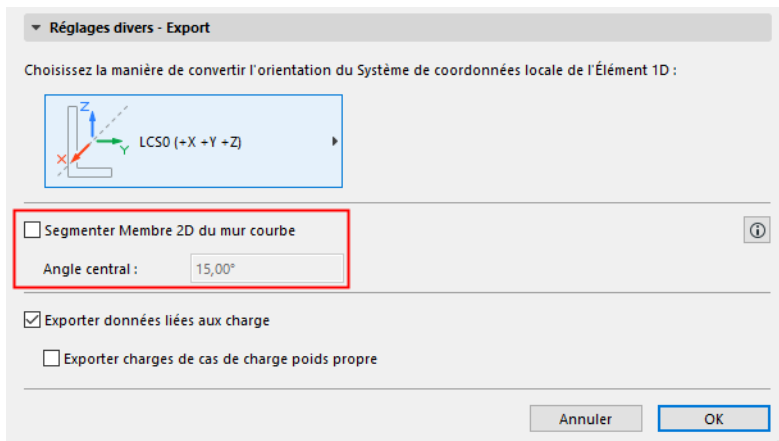 Réglages divers - Export
Choisissez la manière de convertir l'orientation du Système de coordonnées locale de l'Élément 1D :
Z
X
Y
LCS0 (+X +Y +Z)
Segmenter Membre 2D du mur courbe
Angle central :
15,00°
Exporter données liées aux charge
Exporter charges de cas de charge poids propre
Annuler
OK